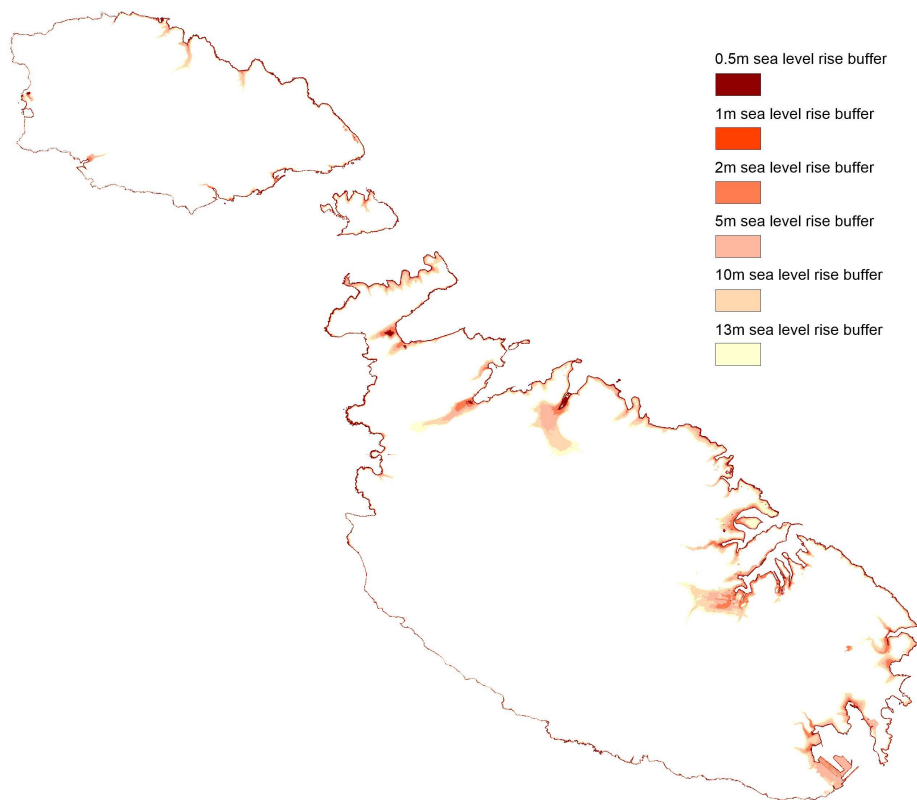 0.5m sea level rise buffer
1m sea level rise buffer
2m sea level rise buffer
5m sea level rise buffer
10m sea level rise buffer
13m sea level rise buffer